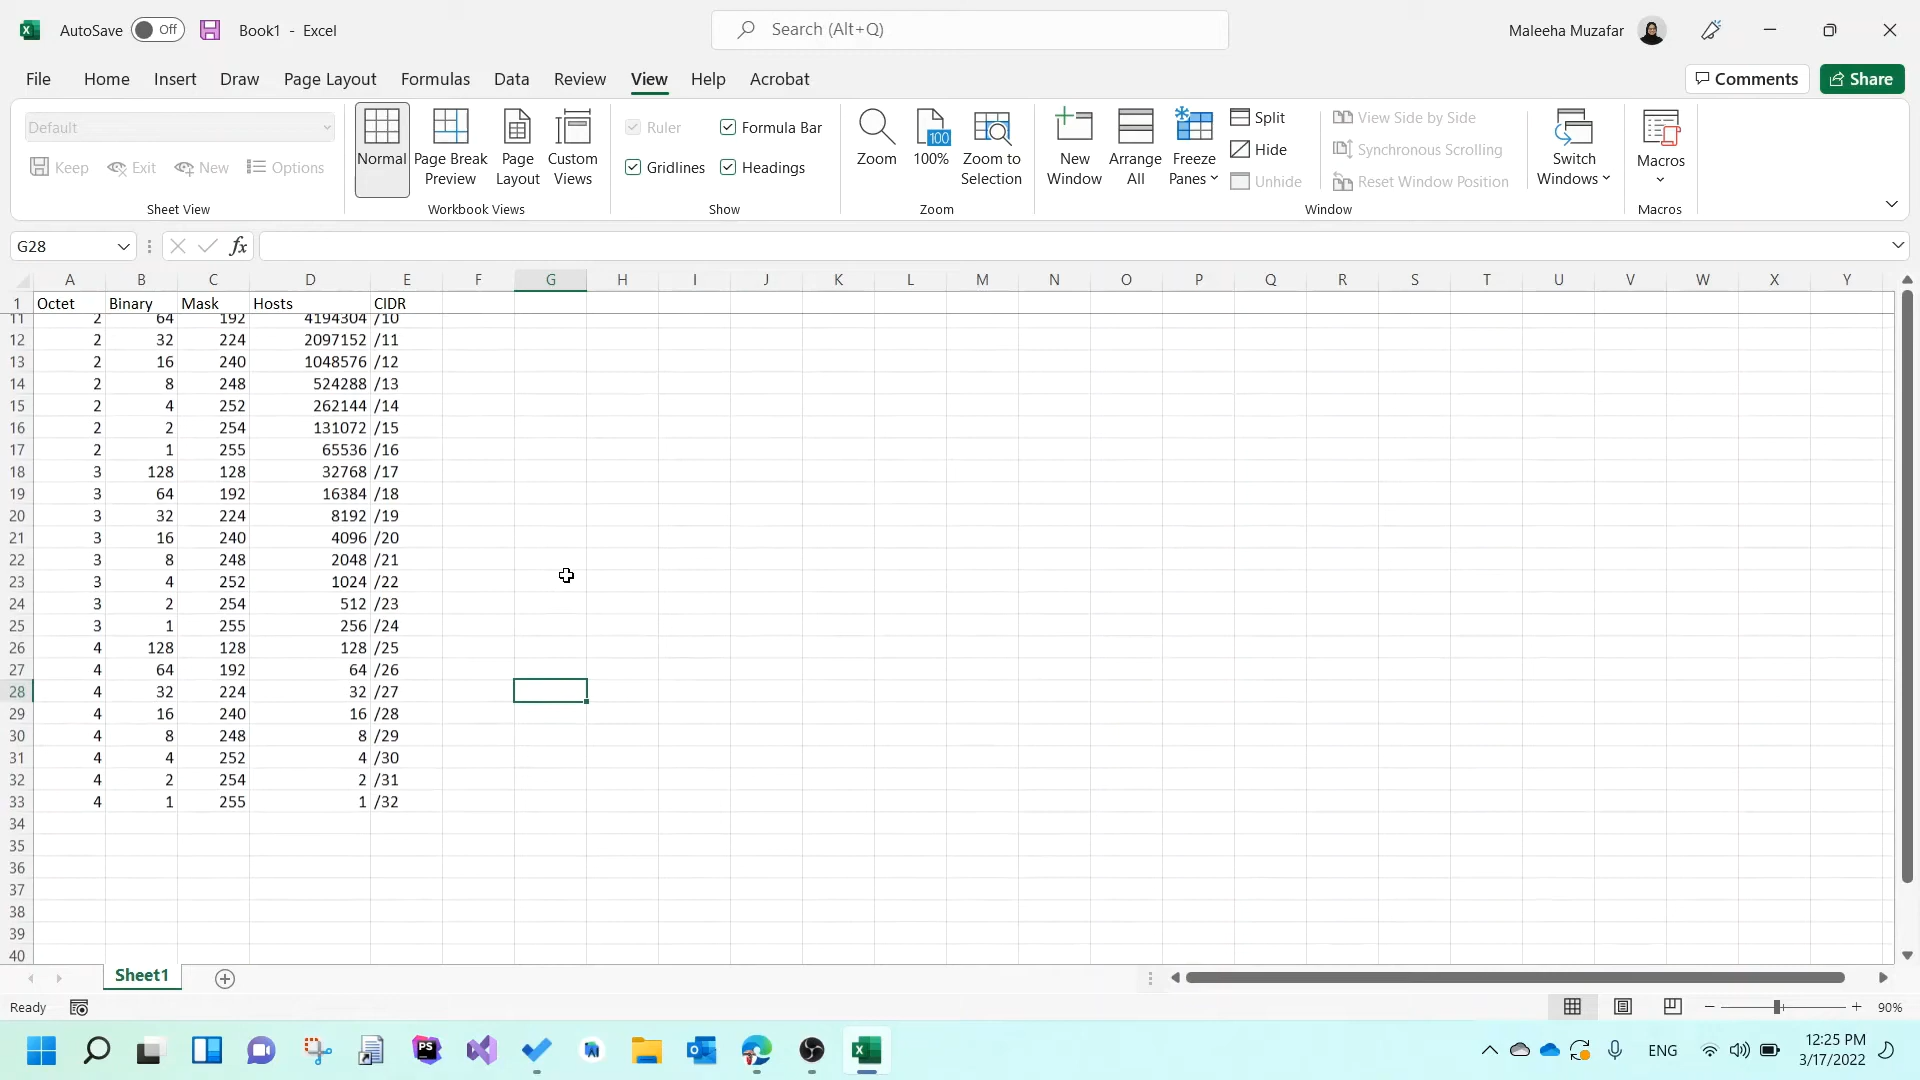 AutoSave Off Book1 - Excel Search (Alt+Q) Maleeha Muzafar
File Home Insert Draw Page Layout Formulas Data Review View Help Acrobat Comments Share
Default
Keep Exit New Options
Sheet View
Normal
Page Break Preview
Page Layout
Custom Views
Workbook Views
Ruler Formula Bar
Gridlines Headings
Show
Zoom
100
100%
Zoom to Selection
Zoom
New Window
Arrange All
Freeze Panes
Split
Hide
Unhide
View Side by Side
Synchronous Scrolling
Reset Window Position
Switch Windows
Window
Macros
Macros
G28 fx
A B C D E F G H I J K L M N O P Q R S T U V W X Y
1 Octet Binary Mask Hosts CIDR
11 2 64 192 4194304 /10
12 2 32 224 2097152 /11
13 2 16 240 1048576 /12
14 2 8 248 524288 /13
15 2 4 252 262144 /14
16 2 2 254 131072 /15
17 2 1 255 65536 /16
18 3 128 128 32768 /17
19 3 64 192 16384 /18
20 3 32 224 8192 /19
21 3 16 240 4096 /20
22 3 8 248 2048 /21
23 3 4 252 1024 /22
24 3 2 254 512 /23
25 3 1 255 256 /24
26 4 128 128 128 /25
27 4 64 192 64 /26
28 4 32 224 32 /27
29 4 16 240 16 /28
30 4 8 248 8 /29
31 4 4 252 4 /30
32 4 2 254 2 /31
33 4 1 255 1 /32
34
35
36
37
38
39
40
Sheet1
Ready 90%
PS ENG 12:25 PM
3/17/2022